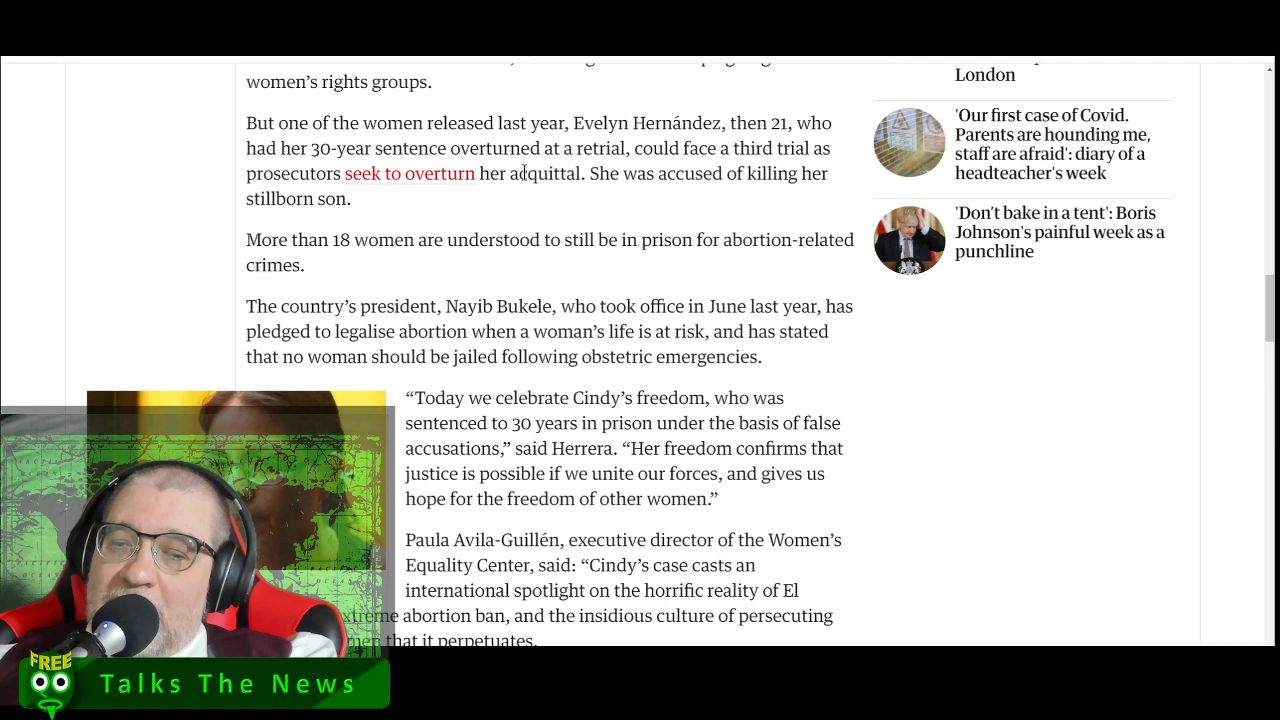 women's rights groups.
But one of the women released last year, Evelyn Hernández, then 21, who
had her 30-year sentence overturned at a retrial, could face a third trial as
prosecutors seek to overturn her acquittal. She was accused of killing her
stillborn son.
More than 18 women are understood to still be in prison for abortion-related
crimes.
The country's president, Nayib Bukele, who took office in June last year, has
pledged to legalise abortion when a woman's life is at risk, and has stated
that no woman should be jailed following obstetric emergencies.
“Today we celebrate Cindy's freedom, who was
sentenced to 30 years in prison under the basis of false
accusations,” said Herrera. “Her freedom confirms that
justice is possible if we unite our forces, and gives us
hope for the freedom of other women.”
Paula Avila-Guillén, executive director of the Women's
Equality Center, said: “Cindy's case casts an
international spotlight on the horrific reality of El
abortion ban, and the insidious culture of persecuting
that it perpetuates.
London
'Our first case of Covid.
Parents are hounding me,
staff are afraid': diary of a
headteacher's week
'Don't bake in a tent': Boris
Johnson's painful week as a
punchline
FREE
Talks The News